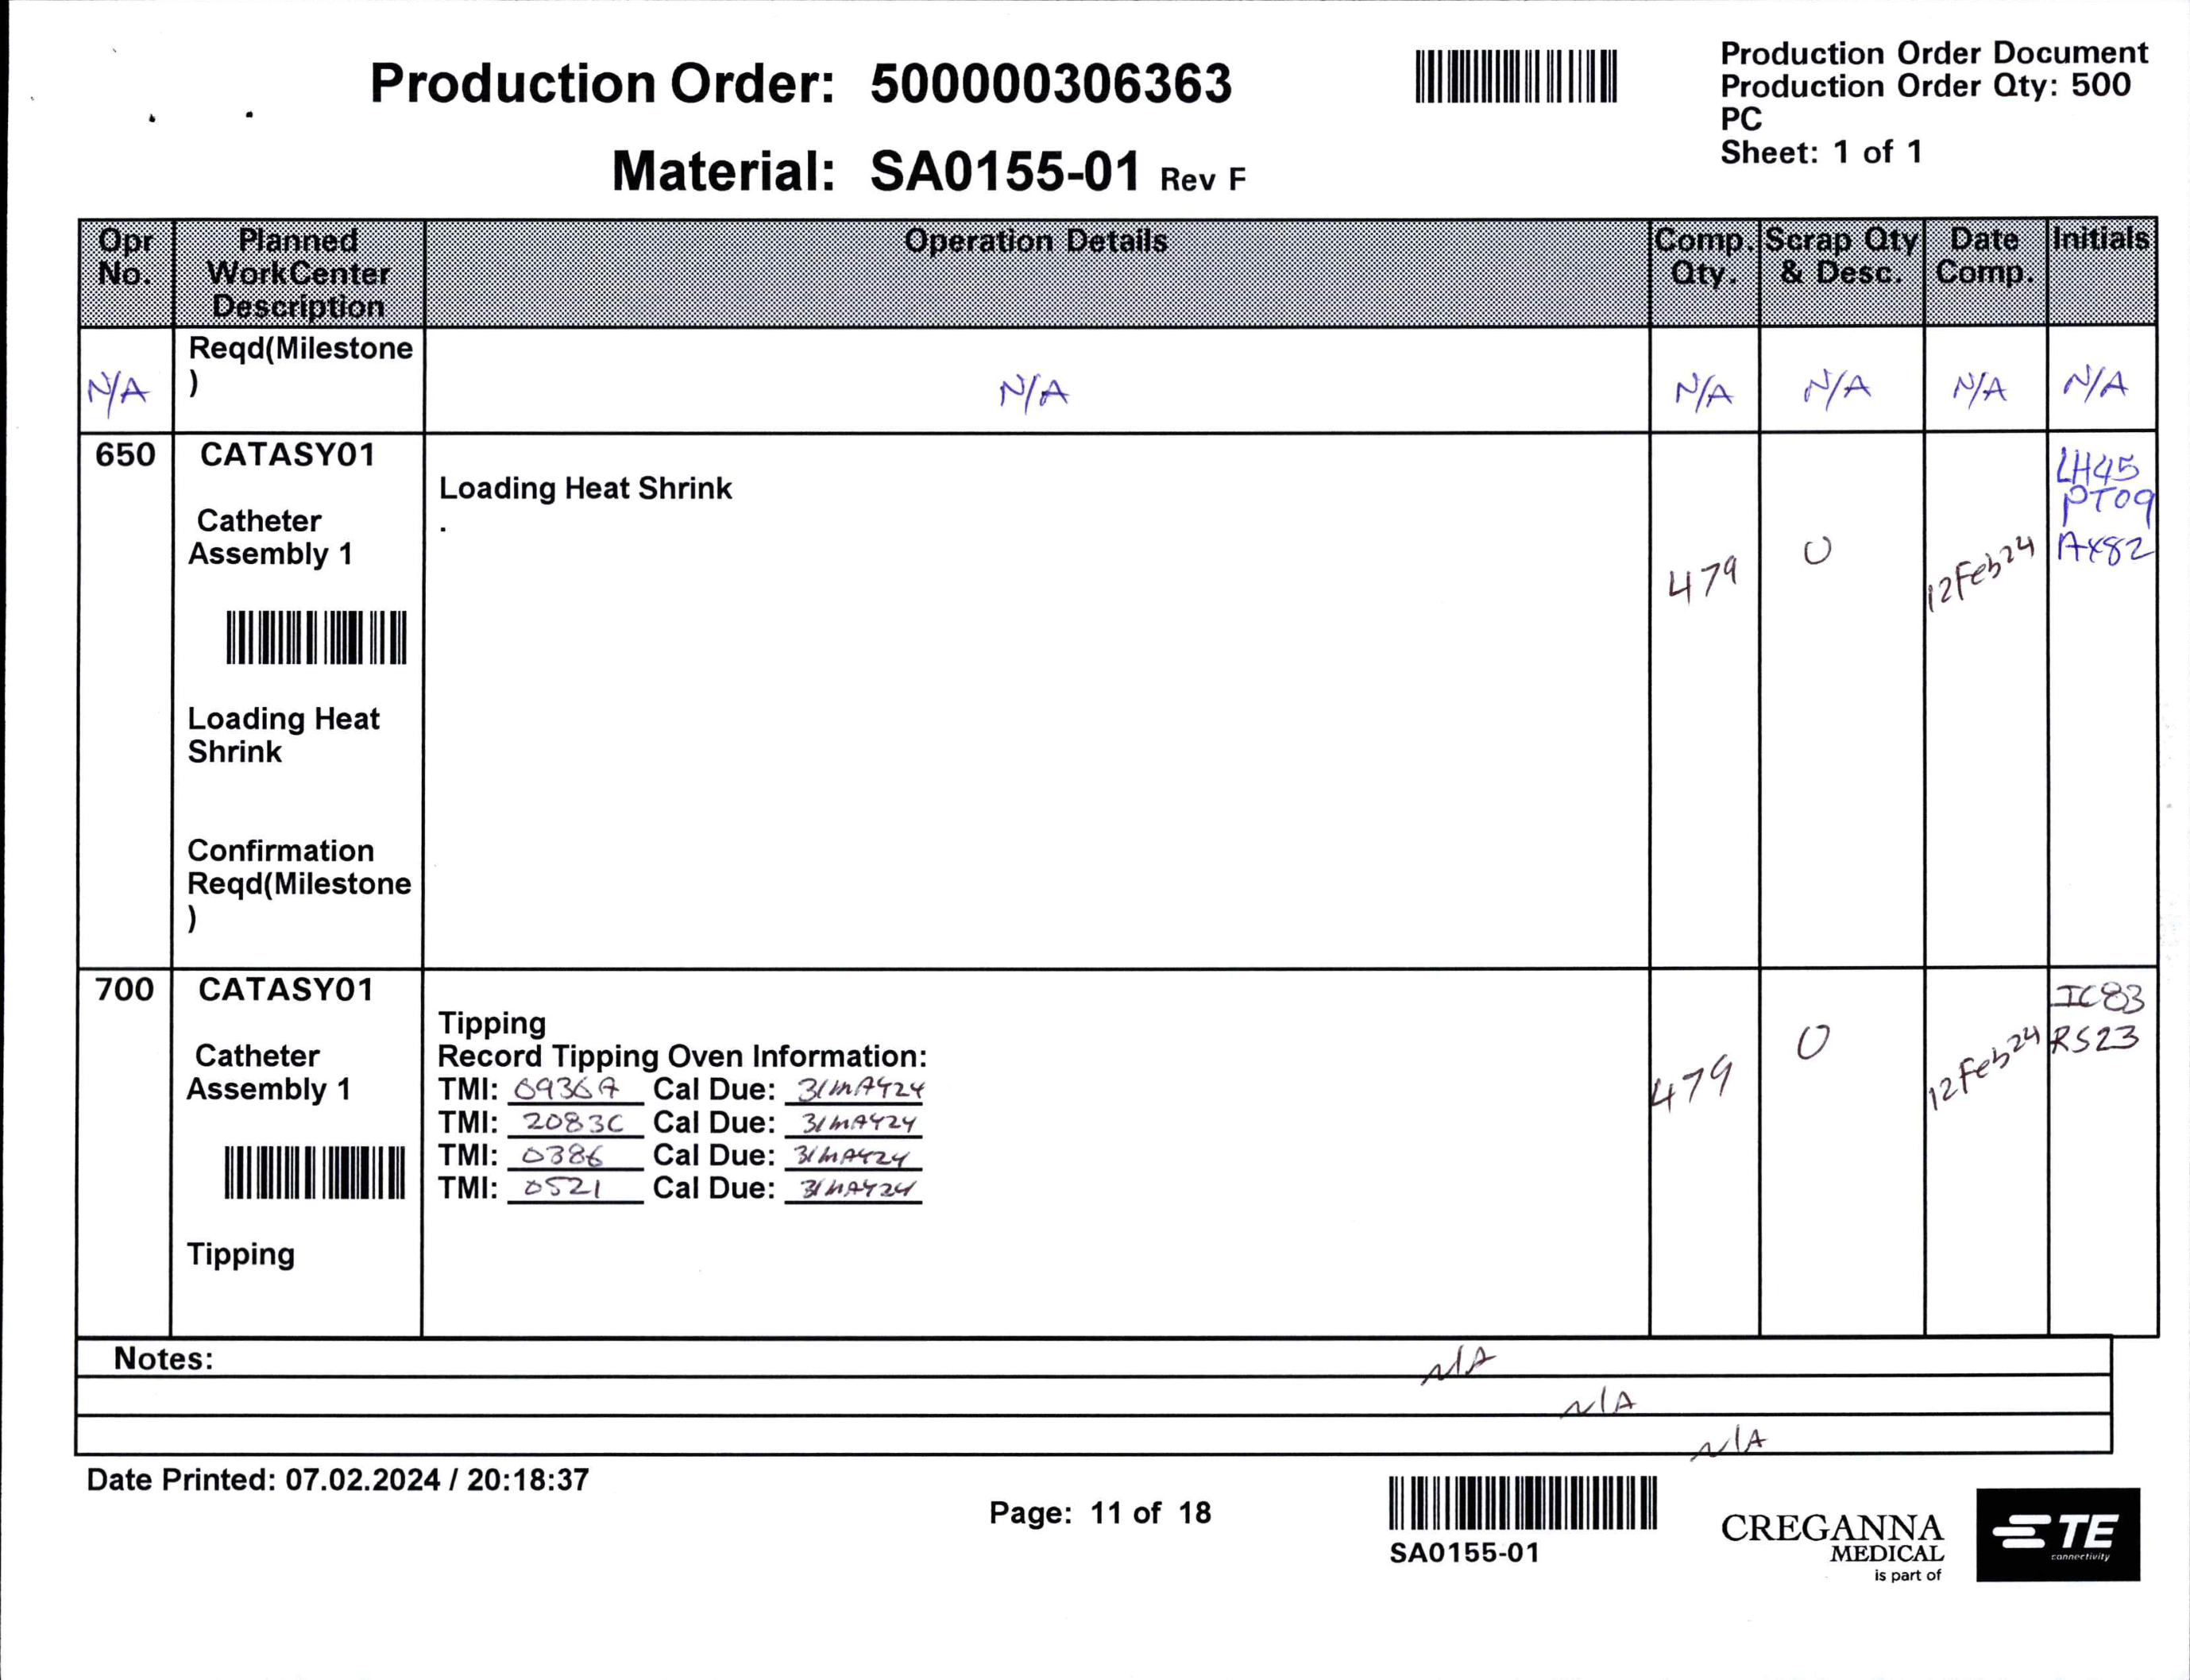 Production Order: 500000306363
Material: SA0155-01 Rev F
Production Order Document
Production Order Qty: 500
PC
Sheet: 1 of 1
Opr No. Planned WorkCenter Description Operation Details Comp. Qty. Scrap Qty & Desc. Date Comp. Initials
Reqd(Milestone
)
N/A N/A N/A N/A N/A N/A
650 CATASY01
Catheter
Assembly 1
Loading Heat
Shrink
Confirmation
Reqd(Milestone
)
Loading Heat Shrink
.
479 0 12Feb24
LH45
PT09
AX82
700 CATASY01
Catheter
Assembly 1
Tipping
Tipping
Record Tipping Oven Information:
TMI: 0936A Cal Due: 31MAY24
TMI: 2083C Cal Due: 31MAY24
TMI: 0386 Cal Due: 31MAY24
TMI: 0521 Cal Due: 31MAY24
479 0 12Feb24
IC83
RS23
Notes: N/A
N/A
N/A
Date Printed: 07.02.2024 / 20:18:37
Page: 11 of 18
SA0155-01
CREGANNA
MEDICAL
is part of
TE
connectivity